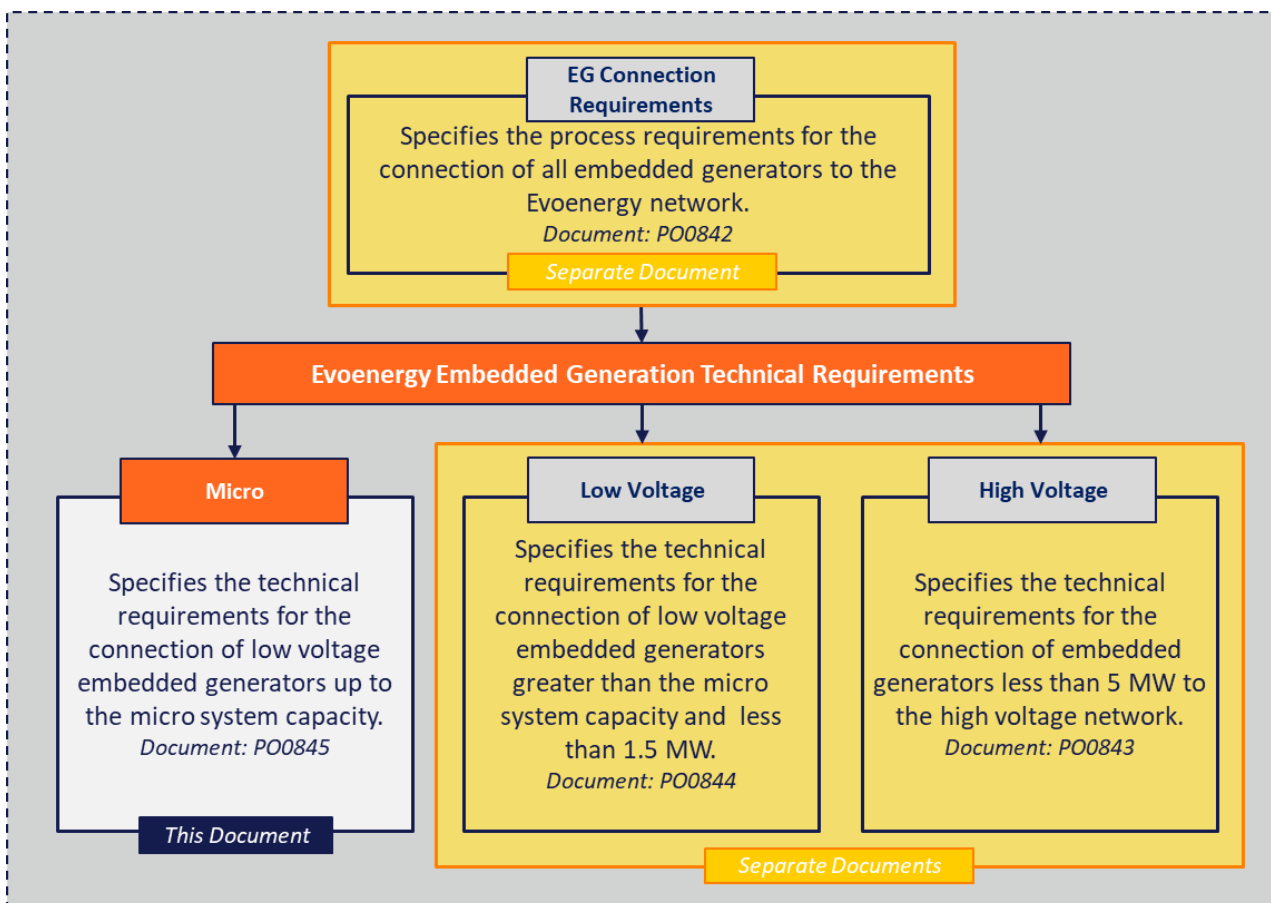 EG Connection
Requirements
Specifies the process requirements for the
connection of all embedded generators to the
Evoenergy network.
Document: PO0842
Separate Document
Evoenergy Embedded Generation Technical Requirements
Micro
Specifies the technical
requirements for the
connection of low voltage
embedded generators up to
the micro system capacity.
Document: PO0845
This Document
Low Voltage
Specifies the technical
requirements for the
connection of low voltage
embedded generators
greater than the micro
system capacity and less
than 1.5 MW.
Document: PO0844
High Voltage
Specifies the technical
requirements for the
connection of embedded
generators less than 5 MW to
the high voltage network.
Document: PO0843
Separate Documents